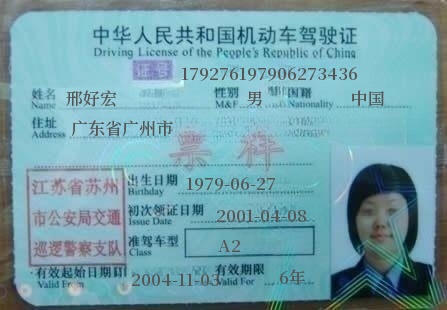 中华人民共和国机动车驾驶证
Driving License of the People's Republic of China
证号 179276197906273436
姓名 邢好宏 性别 男 国籍 中国
Name M&F Nationality
住址 广东省广州市
Address
票样
江苏省苏州
市公安局交通
巡逻警察支队
出生日期 1979-06-27
Birthday
初次领证日期 2001-04-08
准驾车型 A2
Class
有效起始日期 2004-11-03 有效期限 6年
Valid From Valid For